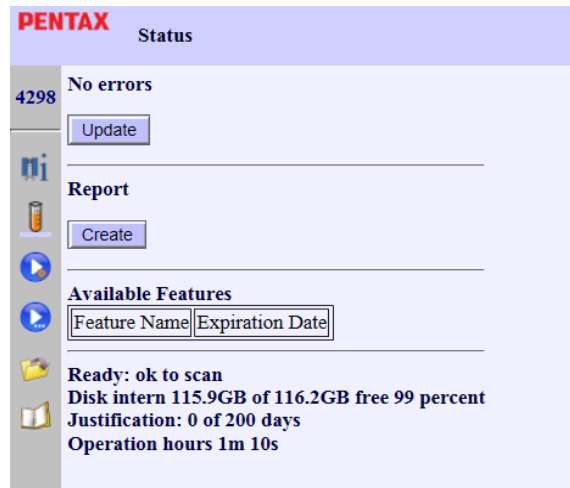 PENTAX
Status
4298
No errors
Update
Report
Create
Available Features
Feature Name Expiration Date
Ready: ok to scan
Disk intern 115.9GB of 116.2GB free 99 percent
Justification: 0 of 200 days
Operation hours 1m 10s